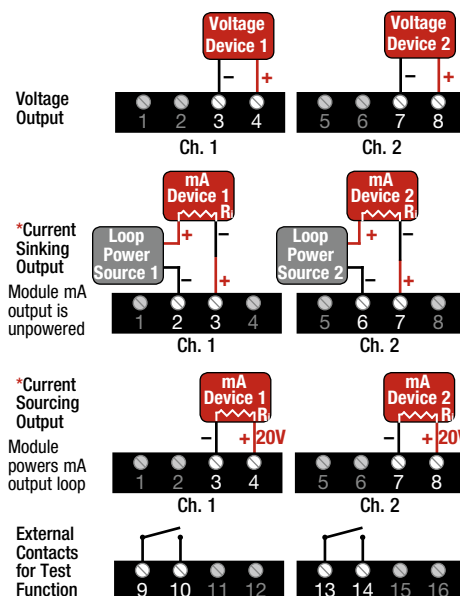 Voltage
Device 1
Voltage
Device 2
– +
– +
Voltage
Output
1 2 3 4
5 6 7 8
Ch. 1
Ch. 2
mA
Device 1
Ri
mA
Device 2
Ri
*Current
Sinking
Output
Module mA
output is
unpowered
Loop
Power
Source 1
+ –
– +
Loop
Power
Source 2
+ –
– +
1 2 3 4
5 6 7 8
Ch. 1
Ch. 2
*Current
Sourcing
Output
Module
powers mA
output loop
mA
Device 1
Ri
mA
Device 2
Ri
– + 20V
– + 20V
1 2 3 4
5 6 7 8
Ch. 1
Ch. 2
External
Contacts
for Test
Function
9 10 11 12
13 14 15 16